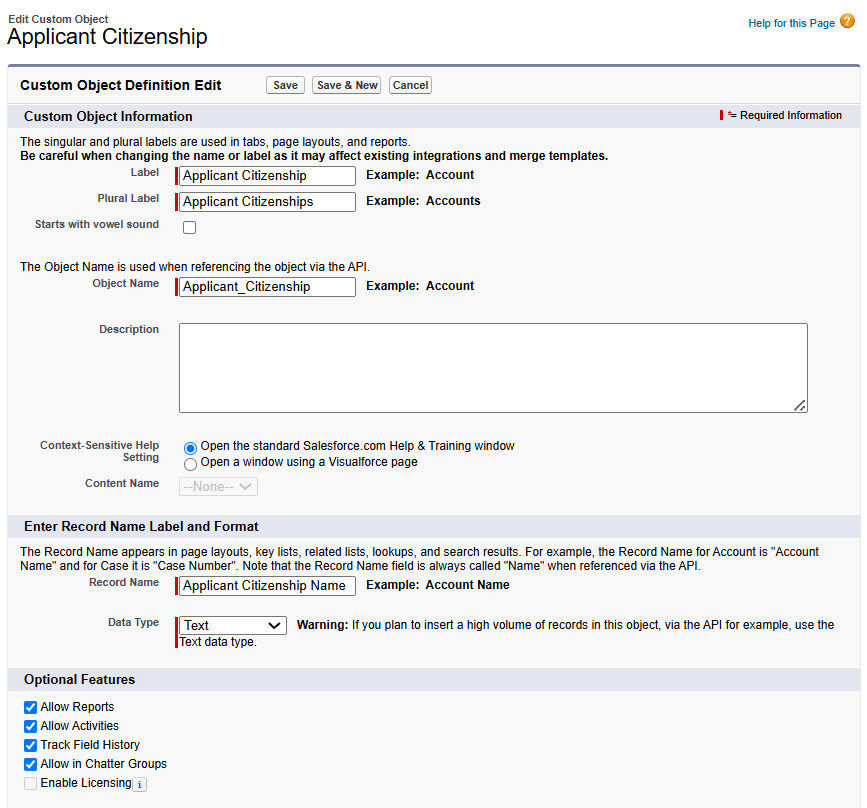 Edit Custom Object
Applicant Citizenship
Help for this Page ?
Custom Object Definition Edit
Save
Save & New
Cancel
Custom Object Information
*= Required Information
The singular and plural labels are used in tabs, page layouts, and reports.
Be careful when changing the name or label as it may affect existing integrations and merge templates.
Label
Applicant Citizenship
Example: Account
Plural Label
Applicant Citizenships
Example: Accounts
Starts with vowel sound
The Object Name is used when referencing the object via the API.
Object Name
Applicant_Citizenship
Example: Account
Description
Context-Sensitive Help
Setting
Open the standard Salesforce.com Help & Training window
Open a window using a Visualforce page
Content Name
--None--
Enter Record Name Label and Format
The Record Name appears in page layouts, key lists, related lists, lookups, and search results. For example, the Record Name for Account is "Account
Name" and for Case it is "Case Number". Note that the Record Name field is always called "Name" when referenced via the API.
Record Name
Applicant Citizenship Name
Example: Account Name
Data Type
Text
Warning: If you plan to insert a high volume of records in this object, via the API for example, use the
Text data type.
Optional Features
Allow Reports
Allow Activities
Track Field History
Allow in Chatter Groups
Enable Licensing i